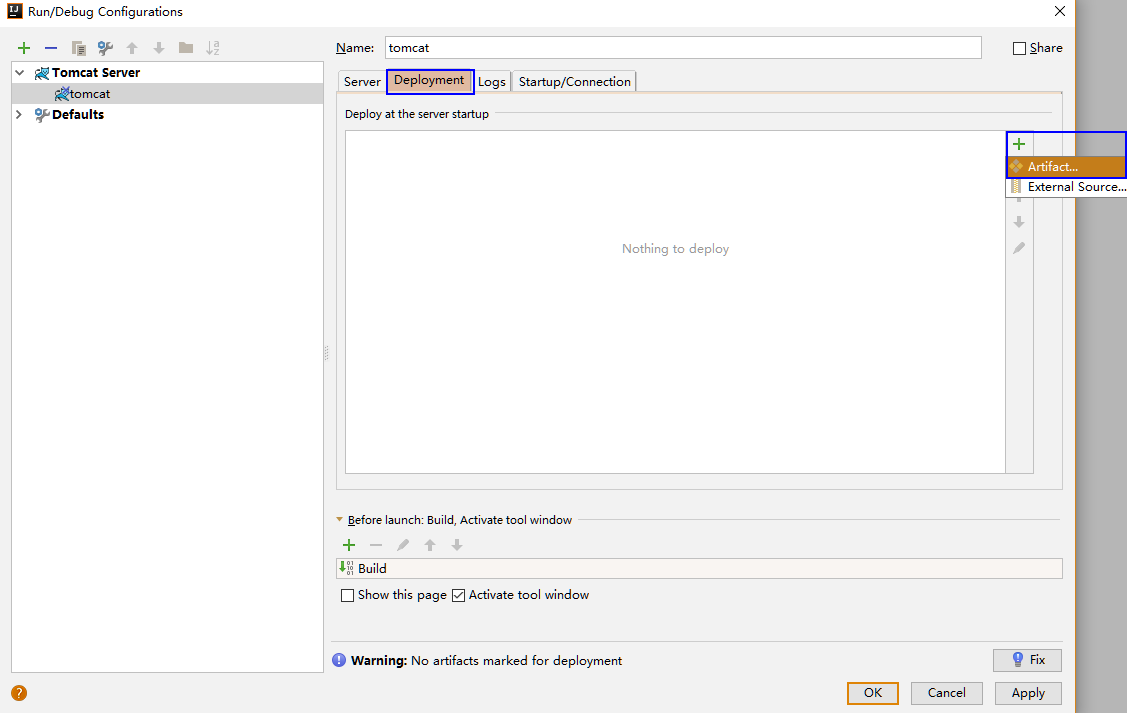 Run/Debug Configurations
Name: tomcat
Share
Tomcat Server
tomcat
Defaults
Server Deployment Logs Startup/Connection
Deploy at the server startup
Artifact...
External Source...
Nothing to deploy
Before launch: Build, Activate tool window
Build
Show this page Activate tool window
Warning: No artifacts marked for deployment
Fix
OK Cancel Apply